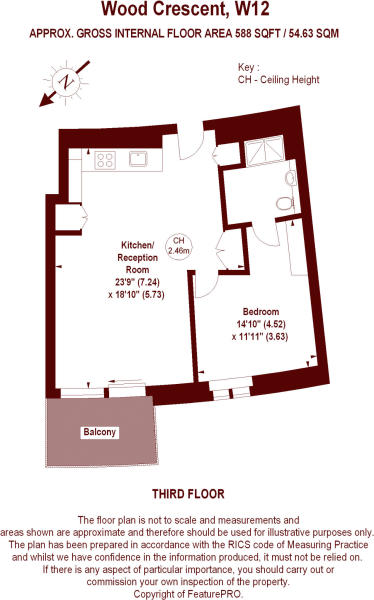 Wood Crescent, W12
APPROX. GROSS INTERNAL FLOOR AREA 588 SQFT / 54.63 SQM
Key :
CH - Ceiling Height
N
CH
2.46m
Kitchen/
Reception
Room
23'9" (7.24)
x 18'10" (5.73)
Bedroom
14'10" (4.52)
x 11'11" (3.63)
Balcony
THIRD FLOOR
The floor plan is not to scale and measurements and
areas shown are approximate and therefore should be used for illustrative purposes only.
The plan has been prepared in accordance with the RICS code of Measuring Practice
and whilst we have confidence in the information produced, it must not be relied on.
If there is any aspect of particular importance, you should carry out or
commission your own inspection of the property.
Copyright of FeaturePRO.